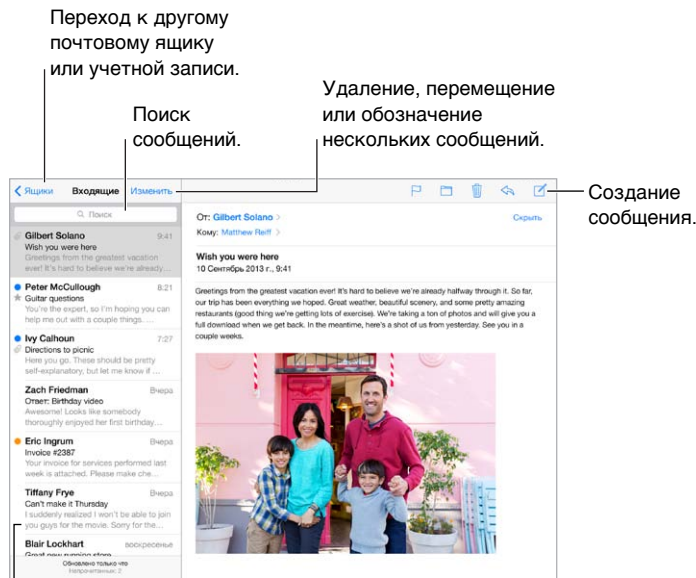 Переход к другому
почтовому ящику
или учетной записи.
Удаление, перемещение
или обозначение
нескольких сообщений.
Поиск
сообщений.
Создание
сообщения.
Ящики Входящие Изменить
Поиск
Gilbert Solano 9:41
Wish you were here
Greetings from the greatest vacation
ever! It's hard to believe we're already...
Peter McCullough 8:21
Guitar questions
You're the expert, so I'm hoping you can
help me out with a couple things. ...
Ivy Calhoun 7:27
Directions to picnic
Here you go. These should be pretty
self-explanatory, but let me know if ...
Zach Friedman Вчера
Ответ: Birthday video
Awesome! Looks like somebody
thoroughly enjoyed her first birthday,...
Eric Ingrum Вчера
Invoice #2387
Your invoice for services performed last
week is attached. Please make che...
Tiffany Frye Вчера
Can't make it Thursday
I suddenly realized I won't be able to join
you guys for the movie. Sorry for the...
Blair Lockhart воскресенье
Great new running store
Обновлено только что
Непрочитанных: 2
От: Gilbert Solano
Скрыть
Кому: Matthew Reiff
Wish you were here
10 Сентябрь 2013 г., 9:41
Greetings from the greatest vacation ever! It's hard to believe we're already halfway through it. So far,
our trip has been everything we hoped. Great weather, beautiful scenery, and some pretty amazing
restaurants (good thing we're getting lots of exercise). We're taking a ton of photos and will give you a
full download when we get back. In the meantime, here's a shot of us from yesterday. See you in a
couple weeks.